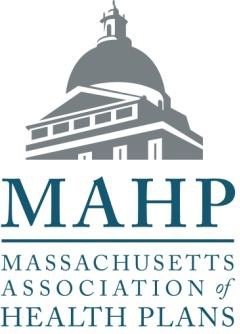 MAHP
MASSACHUSETTS
ASSOCIATION of
HEALTH PLANS